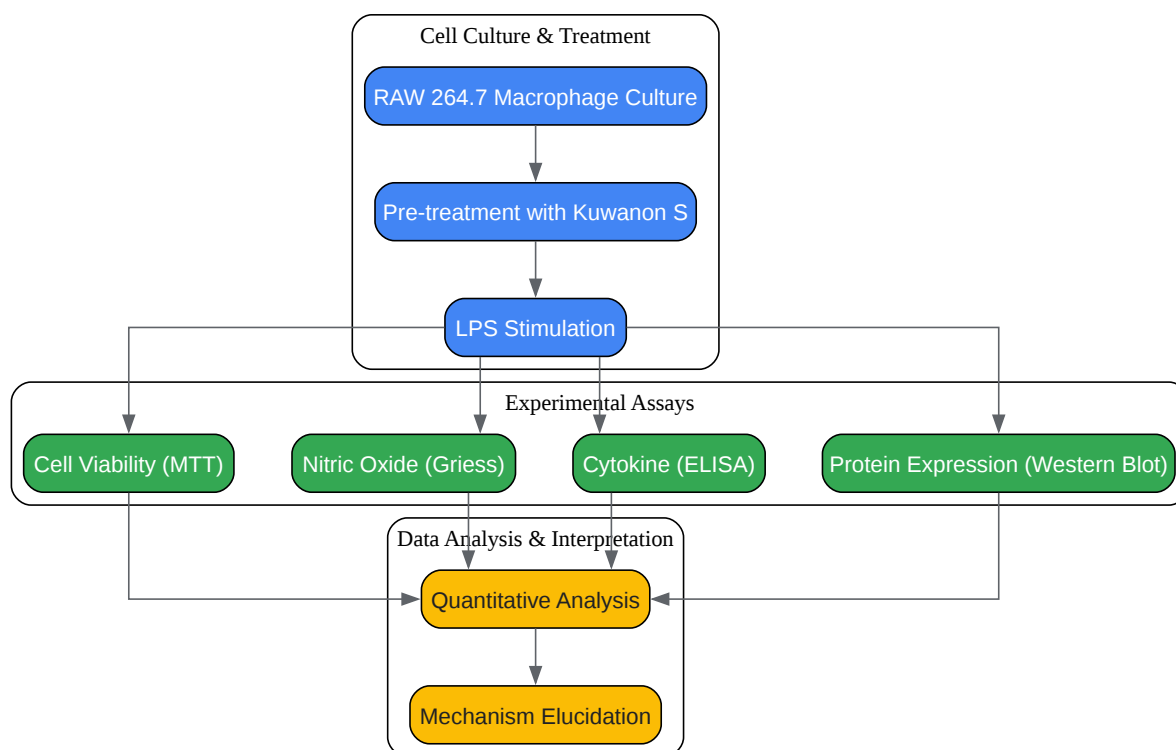 Cell Culture & Treatment
RAW 264.7 Macrophage Culture
Pre-treatment with Kuwanon S
LPS Stimulation
Experimental Assays
Cell Viability (MTT)
Nitric Oxide (Griess)
Cytokine (ELISA)
Protein Expression (Western Blot)
Data Analysis & Interpretation
Quantitative Analysis
Mechanism Elucidation